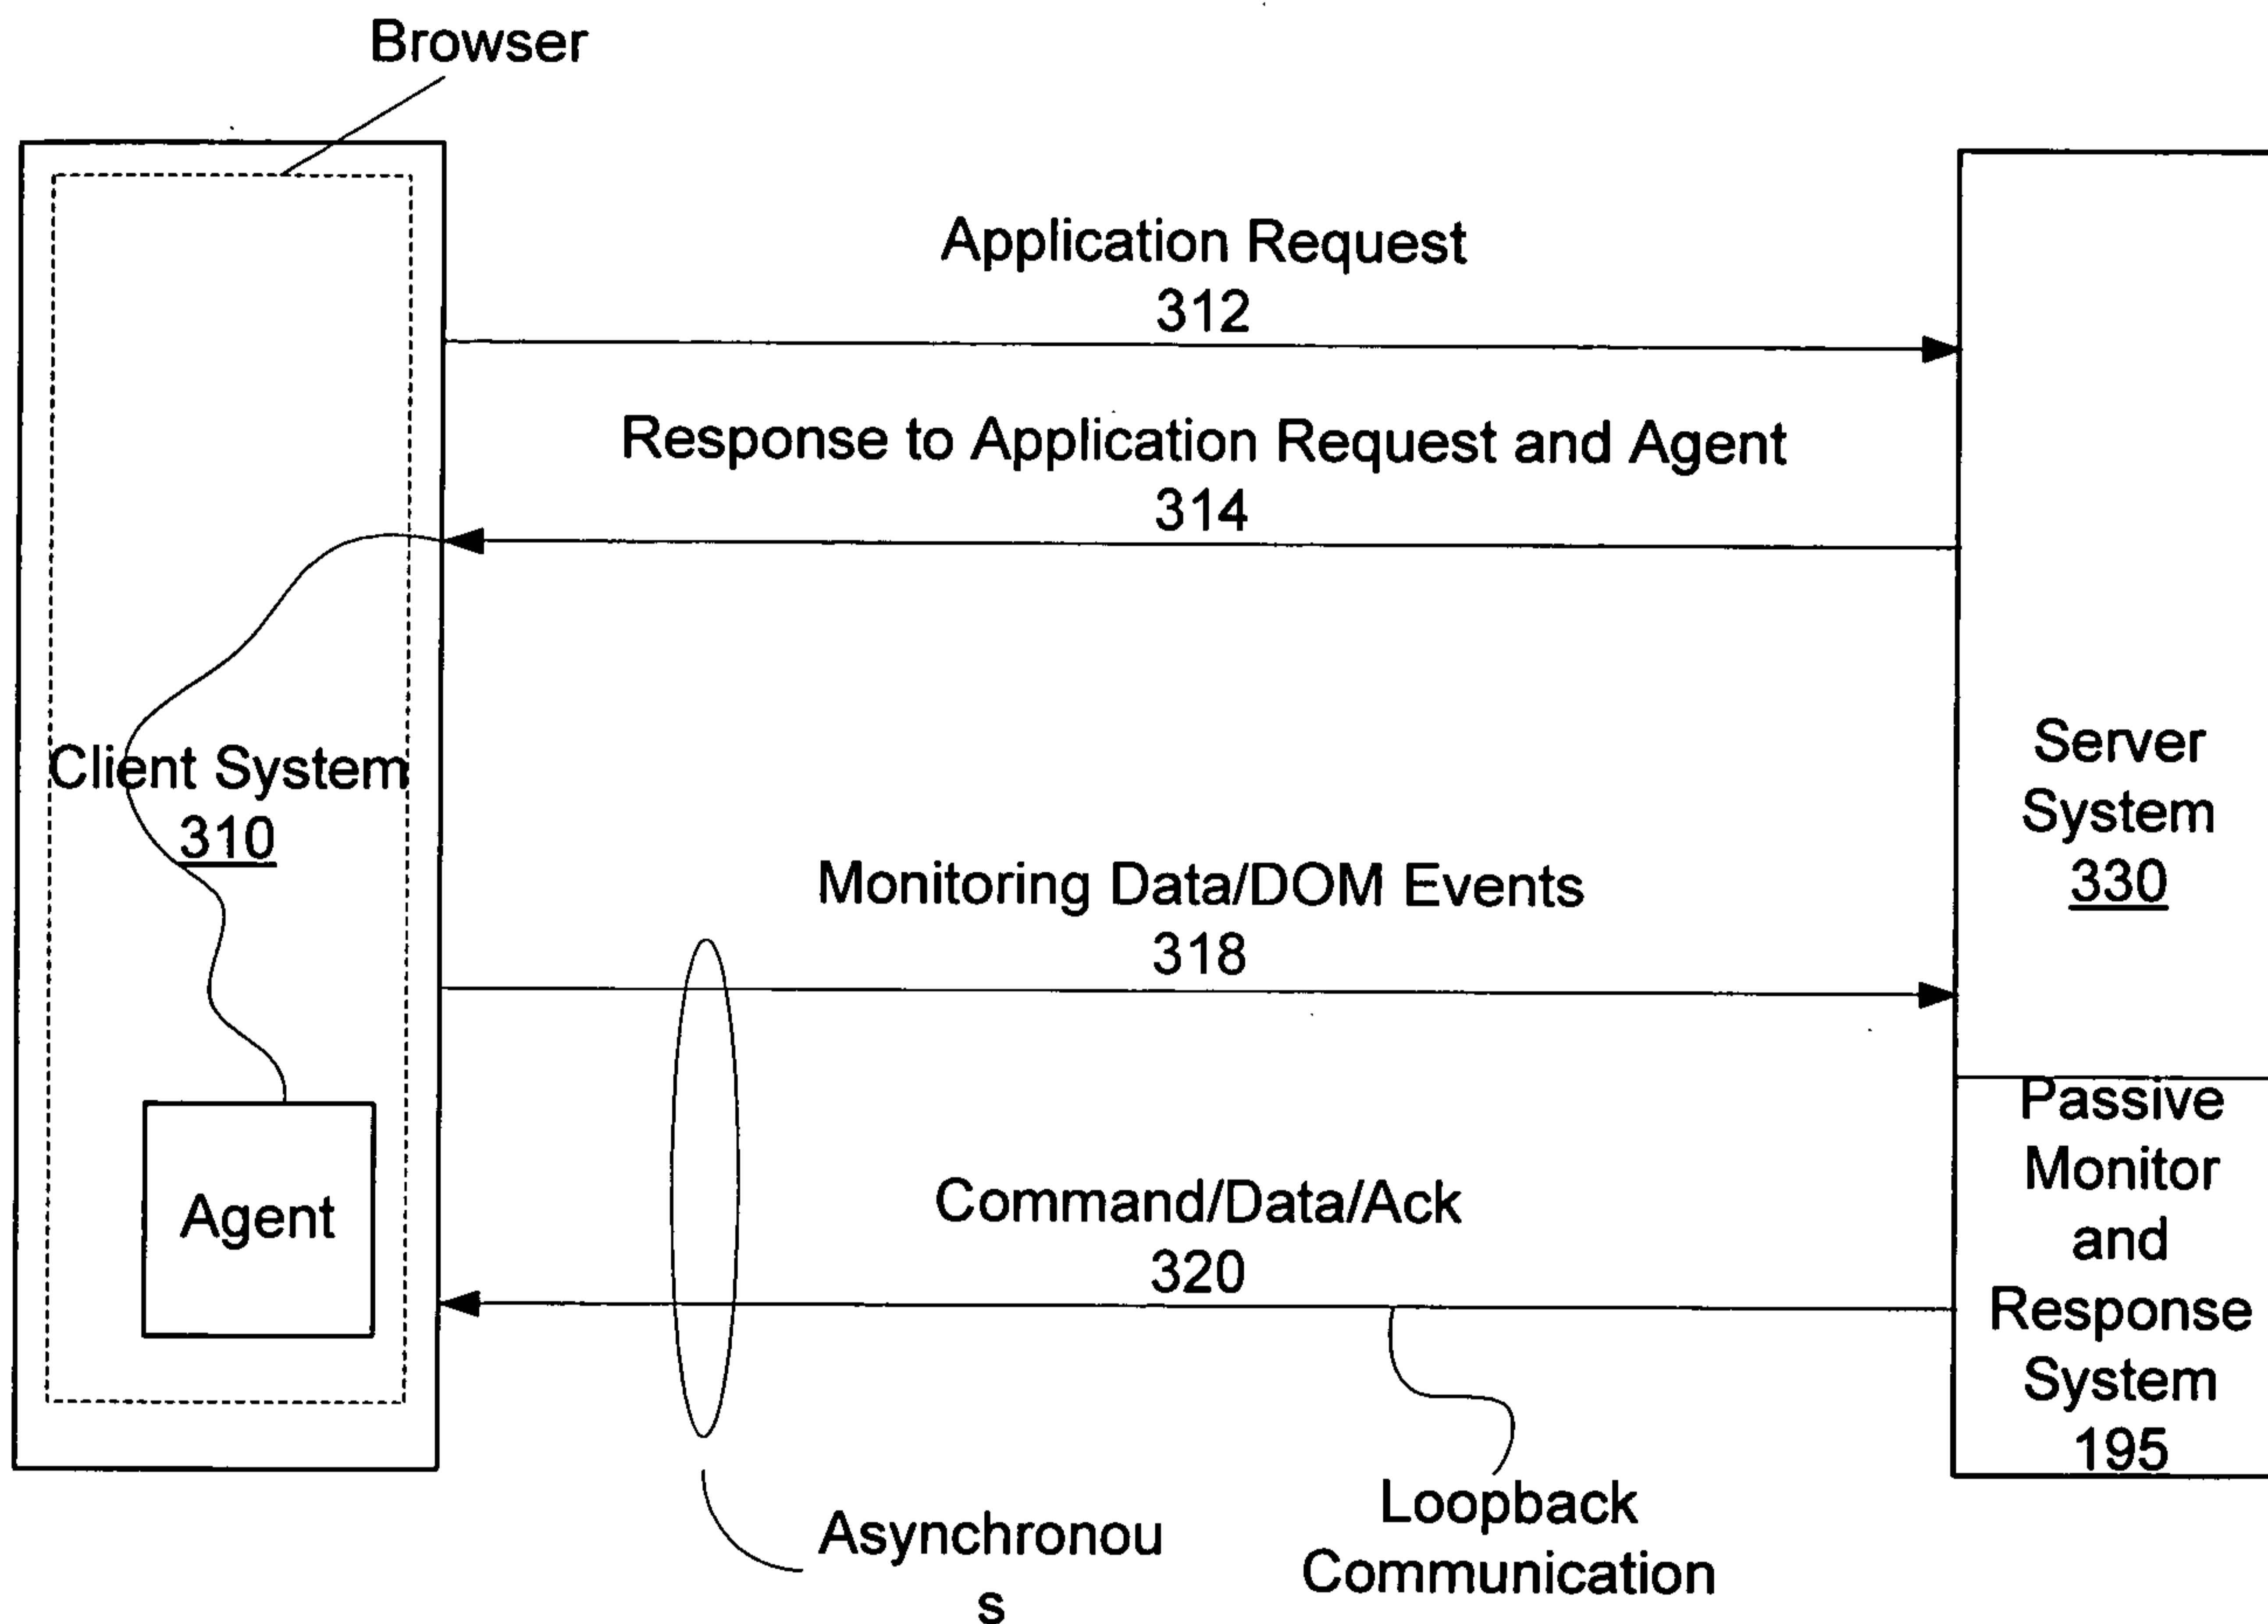 Browser
Application Request
312
Response to Application Request and Agent
314
Client System
310
Server
System
330
Monitoring Data/DOM Events
318
Passive
Monitor
and
Response
System
195
Agent
Command/Data/Ack
320
Loopback
Communication
Asynchronou
s